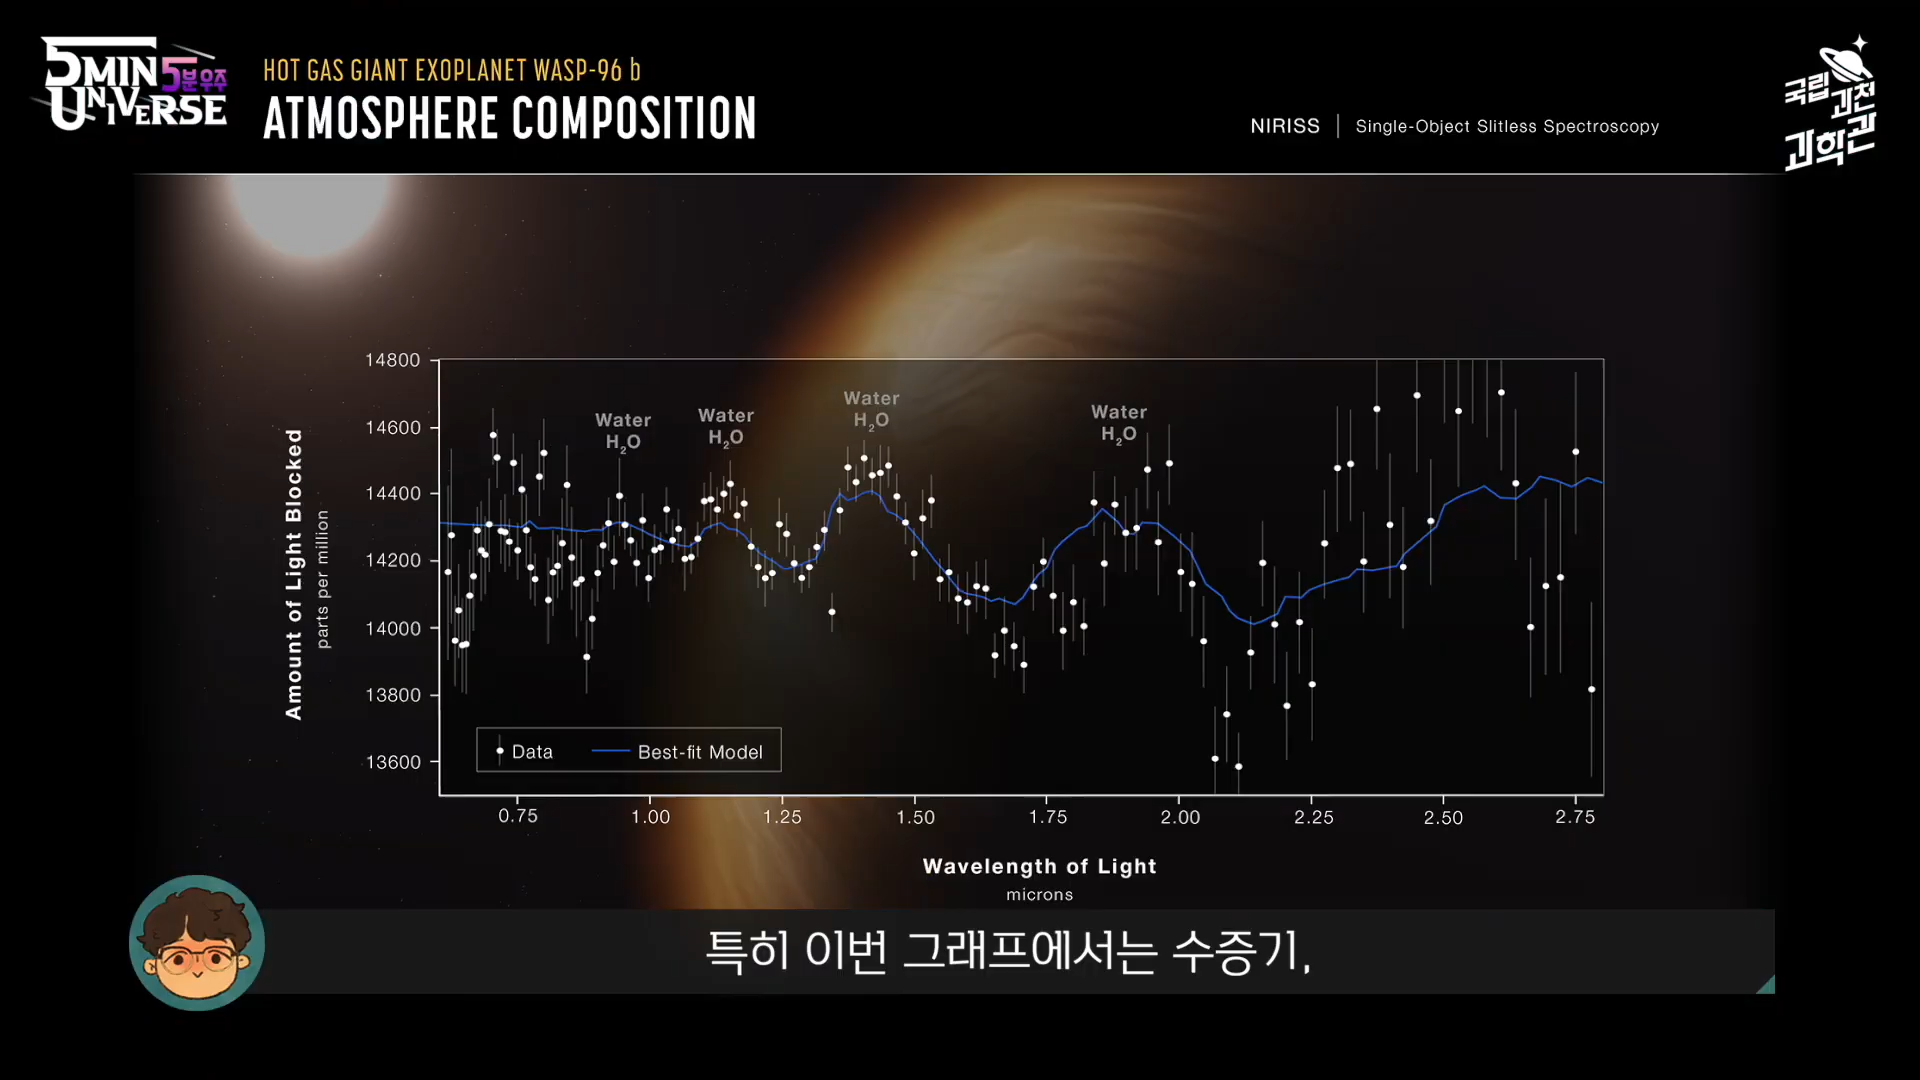 5MIN 5분우주
UNIVERSE
HOT GAS GIANT EXOPLANET WASP-96 b
ATMOSPHERE COMPOSITION
NIRISS | Single-Object Slitless Spectroscopy
국립
과천
과학관
14800
14600
14400
14200
14000
13800
13600
Amount of Light Blocked
parts per million
Water
H₂O
Water
H₂O
Water
H₂O
Water
H₂O
Data
Best-fit Model
0.75 1.00 1.25 1.50 1.75 2.00 2.25 2.50 2.75
Wavelength of Light
microns
특히 이번 그래프에서는 수증기,